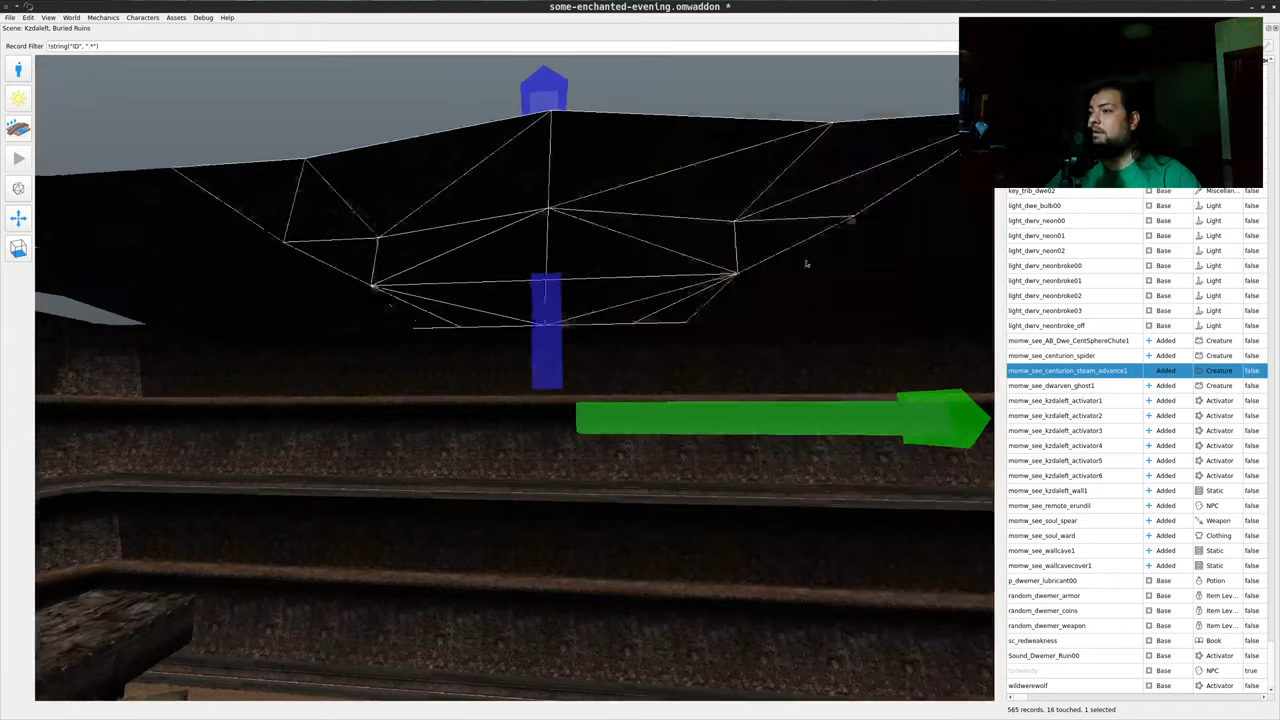 some-enchanted-evening.omwaddon *
File Edit View World Mechanics Characters Assets Debug Help
Scene: Kzdaleft, Buried Ruins
Record Filter !string("ID", ".*")
key_trib_dwe02 Base Miscellan... false
light_dwe_bulb00 Base Light false
light_dwrv_neon00 Base Light false
light_dwrv_neon01 Base Light false
light_dwrv_neon02 Base Light false
light_dwrv_neonbroke00 Base Light false
light_dwrv_neonbroke01 Base Light false
light_dwrv_neonbroke02 Base Light false
light_dwrv_neonbroke03 Base Light false
light_dwrv_neonbroke_off Base Light false
momw_see_AB_Dwe_CentSphereChute1 Added Creature false
momw_see_centurion_spider Added Creature false
momw_see_centurion_steam_advance1 Added Creature false
momw_see_dwarven_ghost1 Added Creature false
momw_see_kzdaleft_activator1 Added Activator false
momw_see_kzdaleft_activator2 Added Activator false
momw_see_kzdaleft_activator3 Added Activator false
momw_see_kzdaleft_activator4 Added Activator false
momw_see_kzdaleft_activator5 Added Activator false
momw_see_kzdaleft_activator6 Added Activator false
momw_see_kzdaleft_wall1 Added Static false
momw_see_remote_erundil Added NPC false
momw_see_soul_spear Added Weapon false
momw_see_soul_ward Added Clothing false
momw_see_wallcave1 Added Static false
momw_see_wallcavecover1 Added Static false
p_dwemer_lubricant00 Base Potion false
random_dwemer_armor Base Item Lev... false
random_dwemer_coins Base Item Lev... false
random_dwemer_weapon Base Item Lev... false
sc_redweakness Base Book false
Sound_Dwemer_Ruin00 Base Activator false
Base NPC true
wildwerewolf Base Activator false
565 records, 16 touched, 1 selected